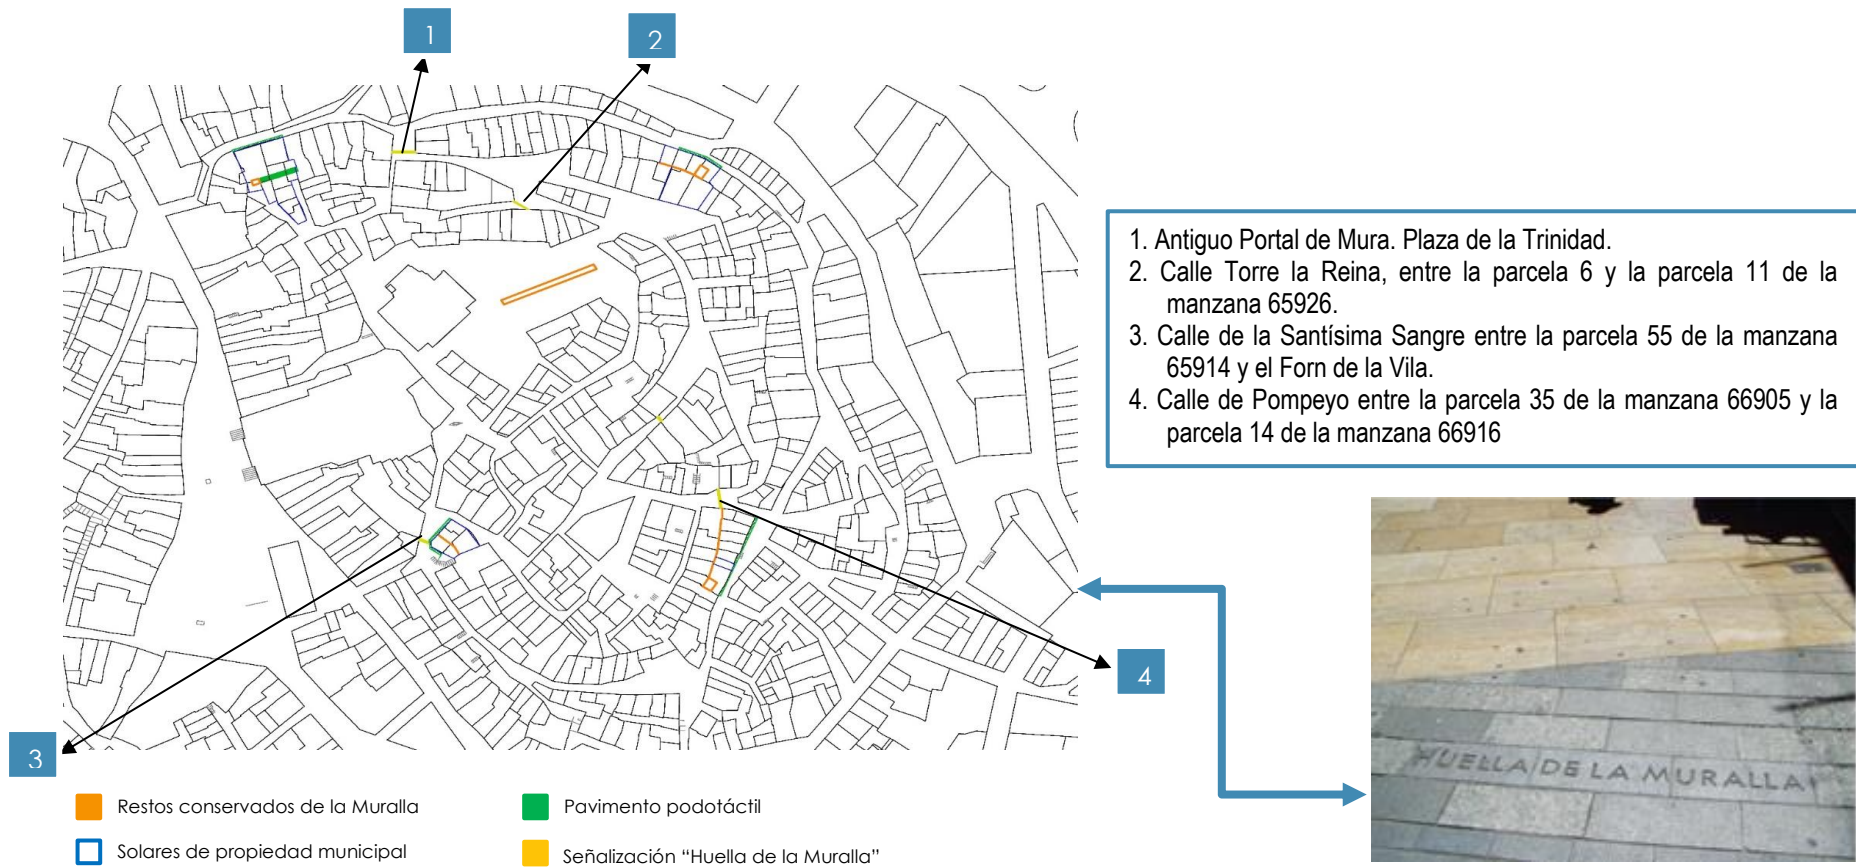 1
2
1. Antiguo Portal de Mura. Plaza de la Trinidad.
2. Calle Torre la Reina, entre la parcela 6 y la parcela 11 de la
manzana 65926.
3. Calle de la Santísima Sangre entre la parcela 55 de la manzana
65914 y el Forn de la Vila.
4. Calle de Pompeyo entre la parcela 35 de la manzana 66905 y la
parcela 14 de la manzana 66916
4
3
HUELLA DE LA MURALLA
Restos conservados de la Muralla
Pavimento podotáctil
Solares de propiedad municipal
Señalización “Huella de la Muralla”